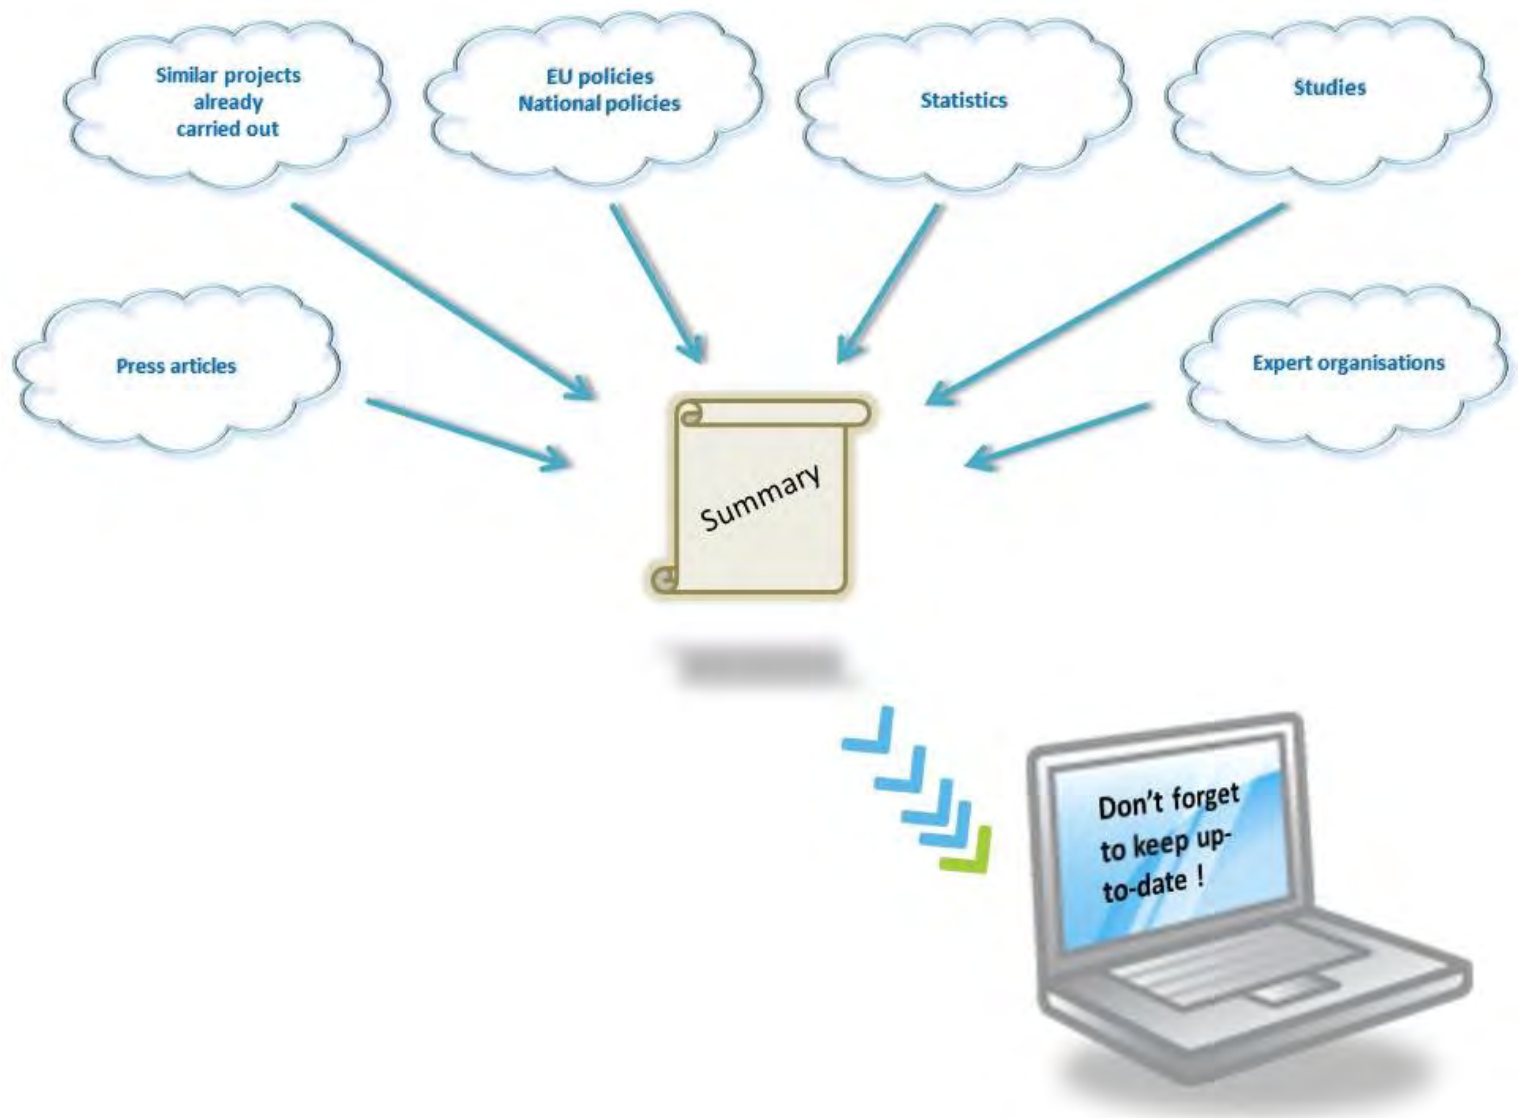 Similar projects
already
carried out
EU policies
National policies
Statistics
Studies
Press articles
Expert organisations
Summary
Don't forget
to keep up-
to-date !